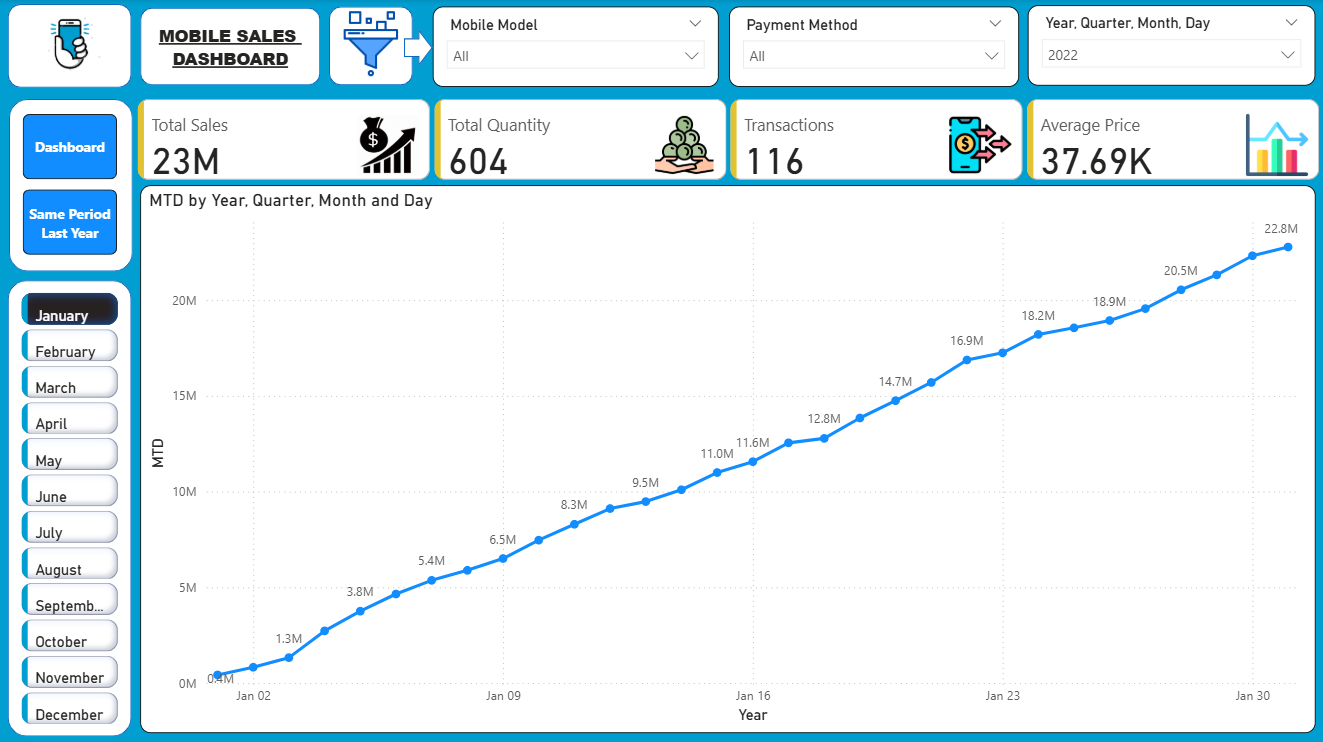 MOBILE SALES
DASHBOARD
Mobile Model
All
Payment Method
All
Year, Quarter, Month, Day
2022
Dashboard
Same Period
Last Year
Total Sales
23M
$
Total Quantity
604
Transactions
116
$
Average Price
37.69K
January
February
March
April
May
June
July
August
Septemb...
October
November
December
MTD by Year, Quarter, Month and Day
MTD
20M
15M
10M
5M
0M
0.4M
1.3M
3.8M
5.4M
6.5M
8.3M
9.5M
11.0M
11.6M
12.8M
14.7M
16.9M
18.2M
18.9M
20.5M
22.8M
Jan 02
Jan 09
Jan 16
Jan 23
Jan 30
Year